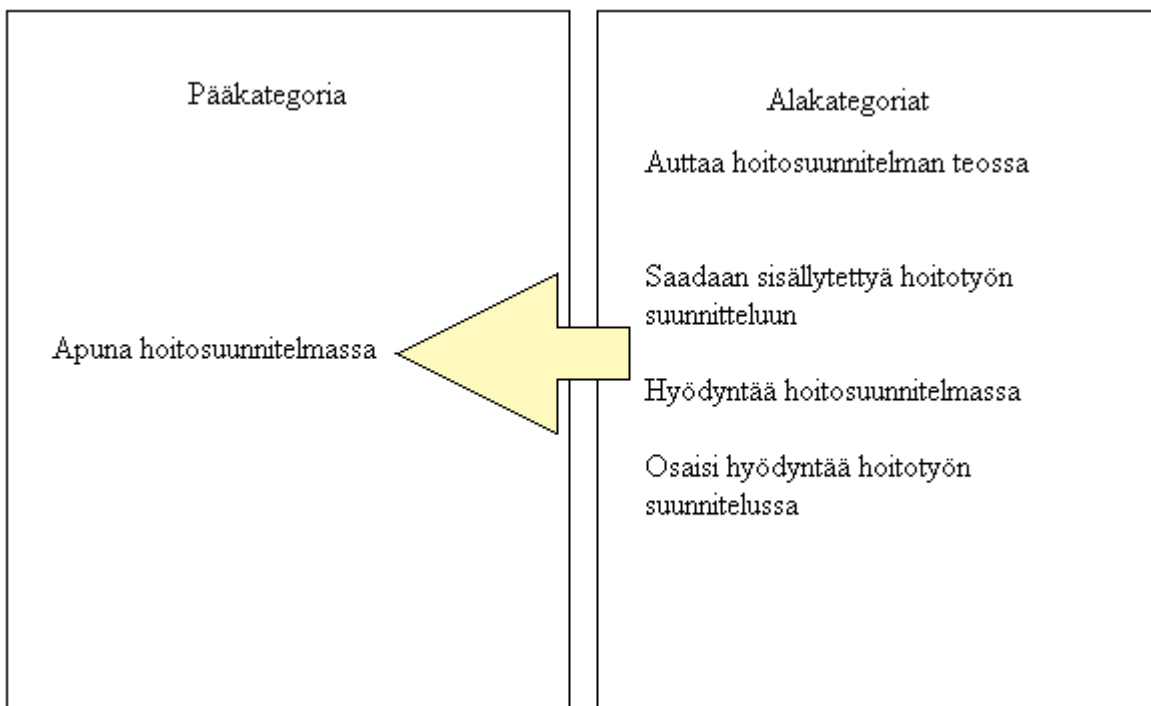 Pääkategoria
Apuna hoitosuunnitelmassa
Alakategoriat
Auttaa hoitosuunnitelman teossa
Saadaan sisällytettyä hoitotyön
suunnitteluun
Hyödyntää hoitosuunnitelmassa
Osaisi hyödyntää hoitotyön
suunnitelussa